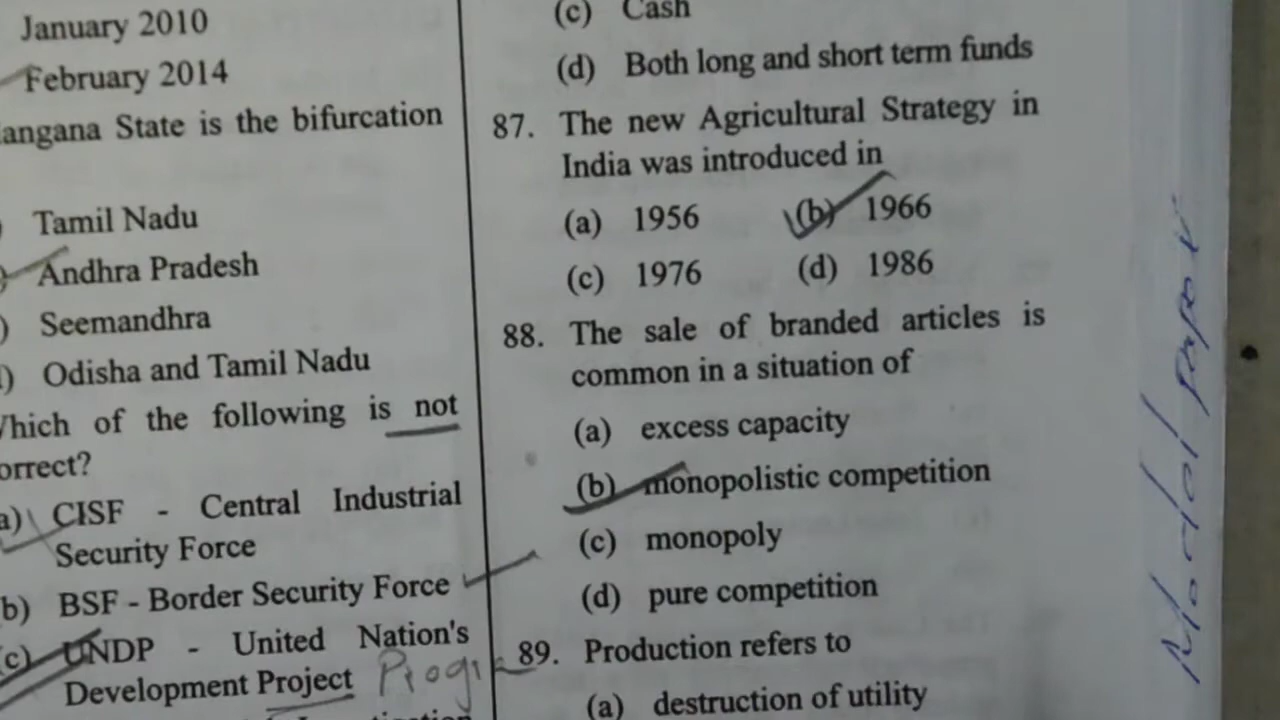 January 2010
February 2014
angana State is the bifurcation
Tamil Nadu
Andhra Pradesh
) Seemandhra
) Odisha and Tamil Nadu
hich of the following is not
orrect?
a) CISF - Central Industrial
Security Force
b) BSF - Border Security Force
(c) UNDP - United Nation's
Development Project Progr
(c) Cash
(d) Both long and short term funds
87. The new Agricultural Strategy in
India was introduced in
(a) 1956 (b) 1966
(c) 1976 (d) 1986
88. The sale of branded articles is
common in a situation of
(a) excess capacity
(b) monopolistic competition
(c) monopoly
(d) pure competition
89. Production refers to
(a) destruction of utility